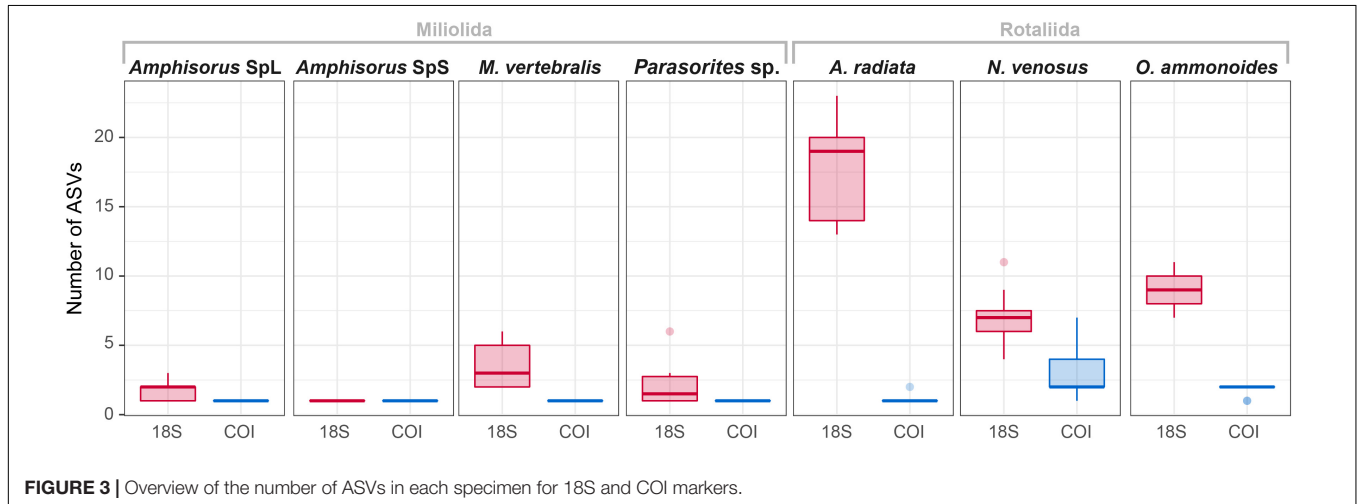 Miliolida Rotaliida
Amphisorus SpL Amphisorus SpS M. vertebralis Parasorites sp. A. radiata N. venosus O. ammonoides
Number of ASVs
20
15
10
5
0
18S COI 18S COI 18S COI 18S COI 18S COI 18S COI 18S COI
FIGURE 3 | Overview of the number of ASVs in each specimen for 18S and COI markers.